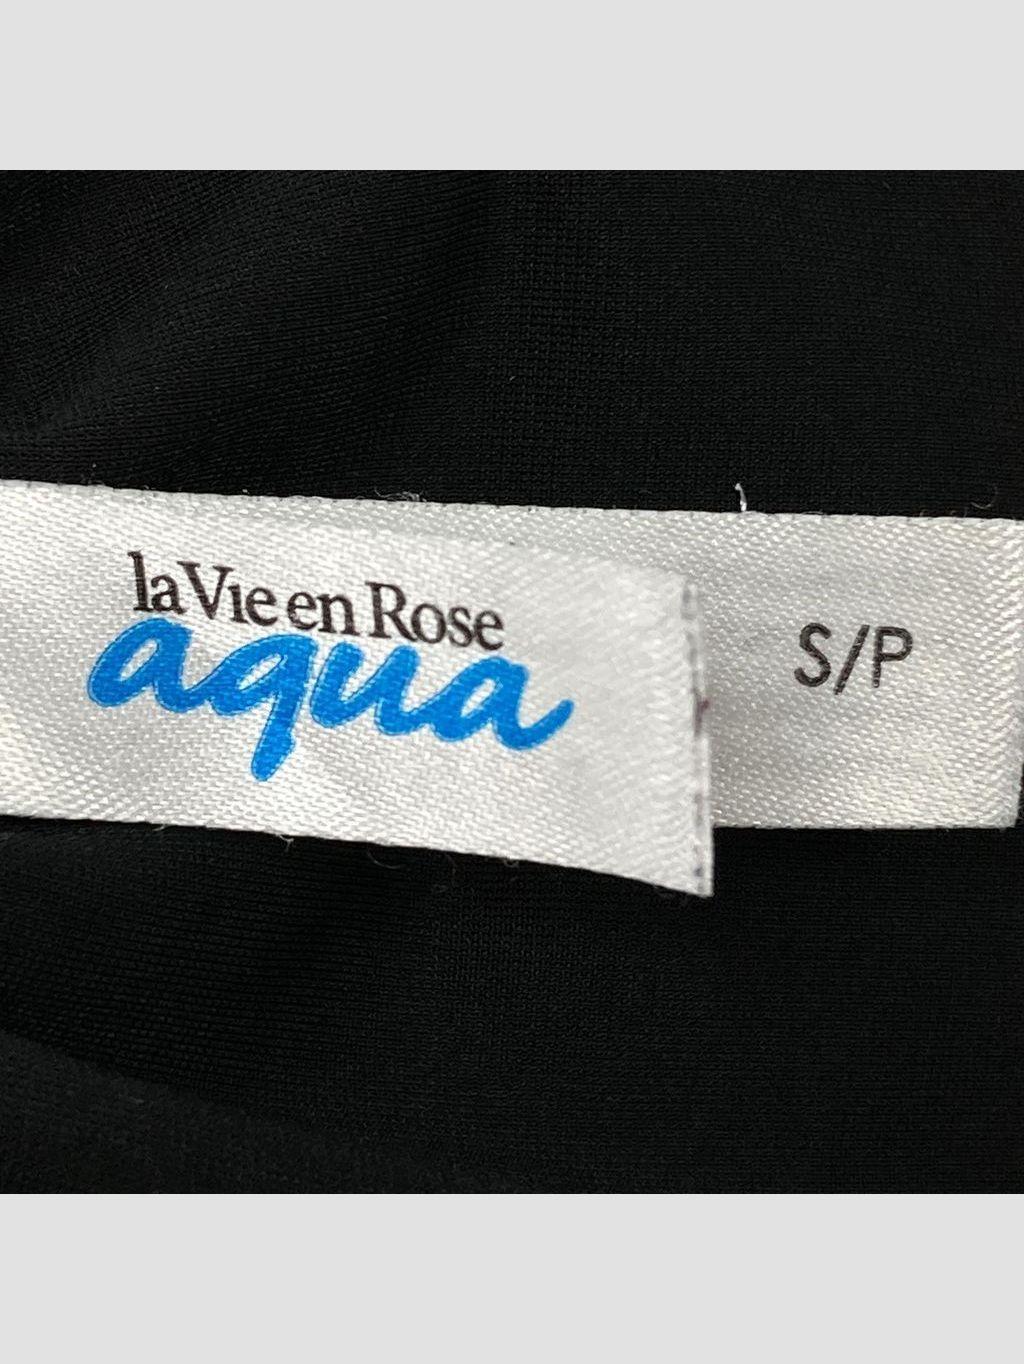 la Vie en Rose
aqua
S/P